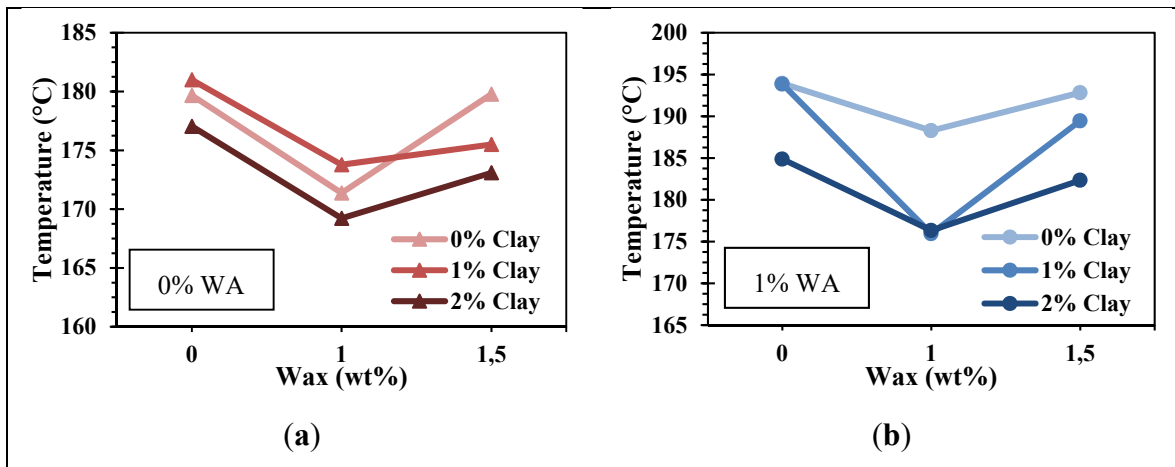 185
180
175
170
165
160
Temperature (°C)
0% WA
0% Clay
1% Clay
2% Clay
0
1
1,5
Wax (wt%)
(a)
200
195
190
185
180
175
170
165
Temperature (°C)
1% WA
0% Clay
1% Clay
2% Clay
0
1
1,5
Wax (wt%)
(b)